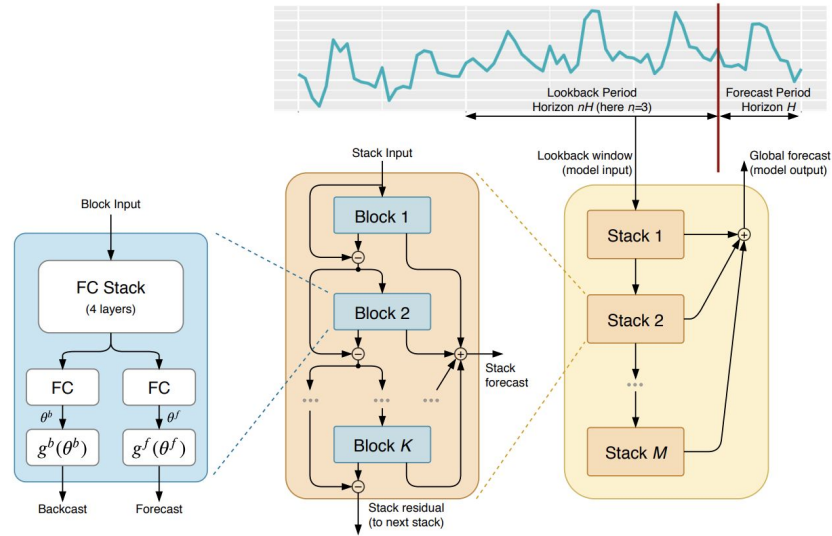 Lookback Period
Horizon nH (here n=3)
Forecast Period
Horizon H
Stack Input
Lookback window
(model input)
Global forecast
(model output)
Block Input
FC Stack
(4 layers)
FC
FC
θᵇ
θᶠ
gᵇ(θᵇ)
gᶠ(θᶠ)
Backcast
Forecast
Block 1
−
Block 2
−
+
Stack
forecast
...
...
...
Block K
−
Stack residual
(to next stack)
Stack 1
+
Stack 2
...
Stack M